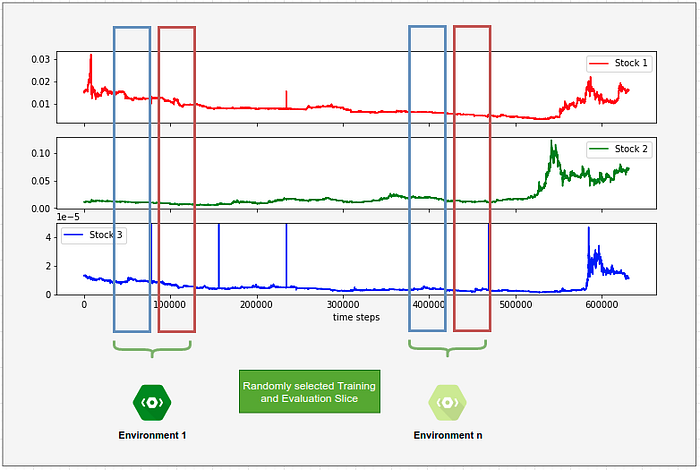 0.03
0.02
0.01
Stock 1
0.10
0.05
0.00
Stock 2
1e-5
4
2
0
Stock 3
0 100000 200000 300000 400000 500000 600000
time steps
Randomly selected Training
and Evaluation Slice
Environment 1
Environment n